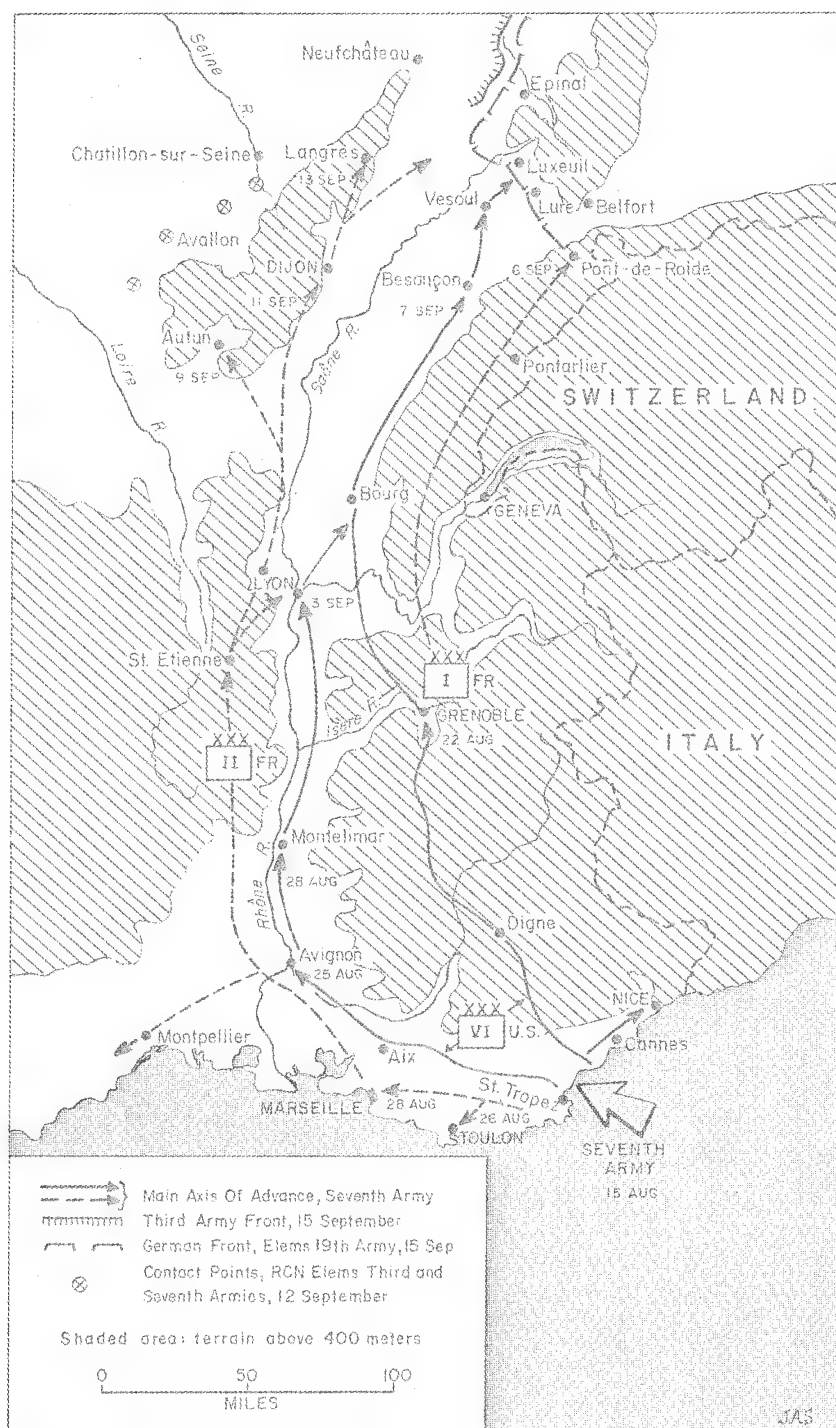 Neufchâteau
Seine
R.
Epinal
Chatillon-sur-Seine
Langres
13 SEP
Luxeuil
Vesoul
Lure
Belfort
Avallon
DIJON
11 SEP
Besançon
7 SEP
6 SEP
Pont-de-Roide
Autun
9 SEP
Loire
R.
Saône R.
Pontarlier
SWITZERLAND
Bourg
GENEVA
LYON
3 SEP
St. Etienne
XXX
I FR
Isère R.
GRENOBLE
22 AUG
ITALY
XXX
II FR
Montelimar
28 AUG
Rhône R.
Digne
Avignon
25 AUG
XXX
VI U.S.
NICE
Cannes
Montpellier
Aix
St. Tropez
MARSEILLE
28 AUG
26 AUG
TOULON
SEVENTH
ARMY
15 AUG
Main Axis Of Advance, Seventh Army
Third Army Front, 15 September
German Front, Elems 19th Army, 15 Sep
Contact Points, RCN Elems Third and
Seventh Armies, 12 September
Shaded area: terrain above 400 meters
0 50 100
MILES
JAS